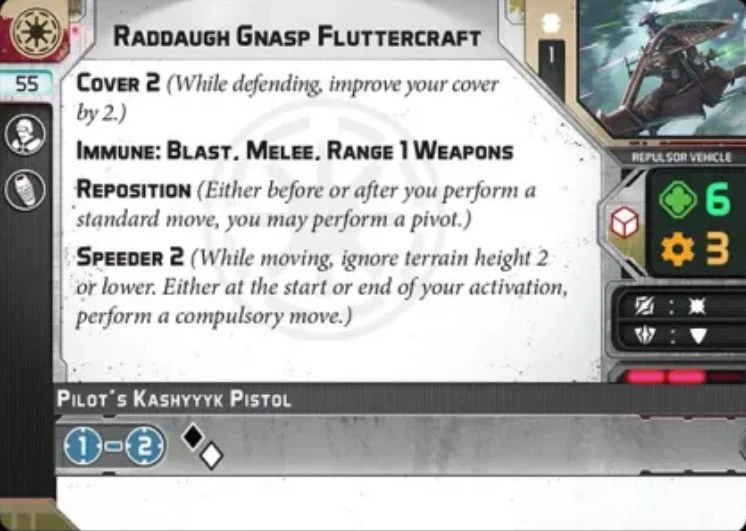 RADDAUGH GNASP FLUTTERCRAFT
1
55
COVER 2 (While defending, improve your cover
by 2.)
IMMUNE: BLAST, MELEE, RANGE 1 WEAPONS
REPOSITION (Either before or after you perform a
standard move, you may perform a pivot.)
SPEEDER 2 (While moving, ignore terrain height 2
or lower. Either at the start or end of your activation,
perform a compulsory move.)
REPULSOR VEHICLE
6
3
:
:
PILOT'S KASHYYYK PISTOL
1-2